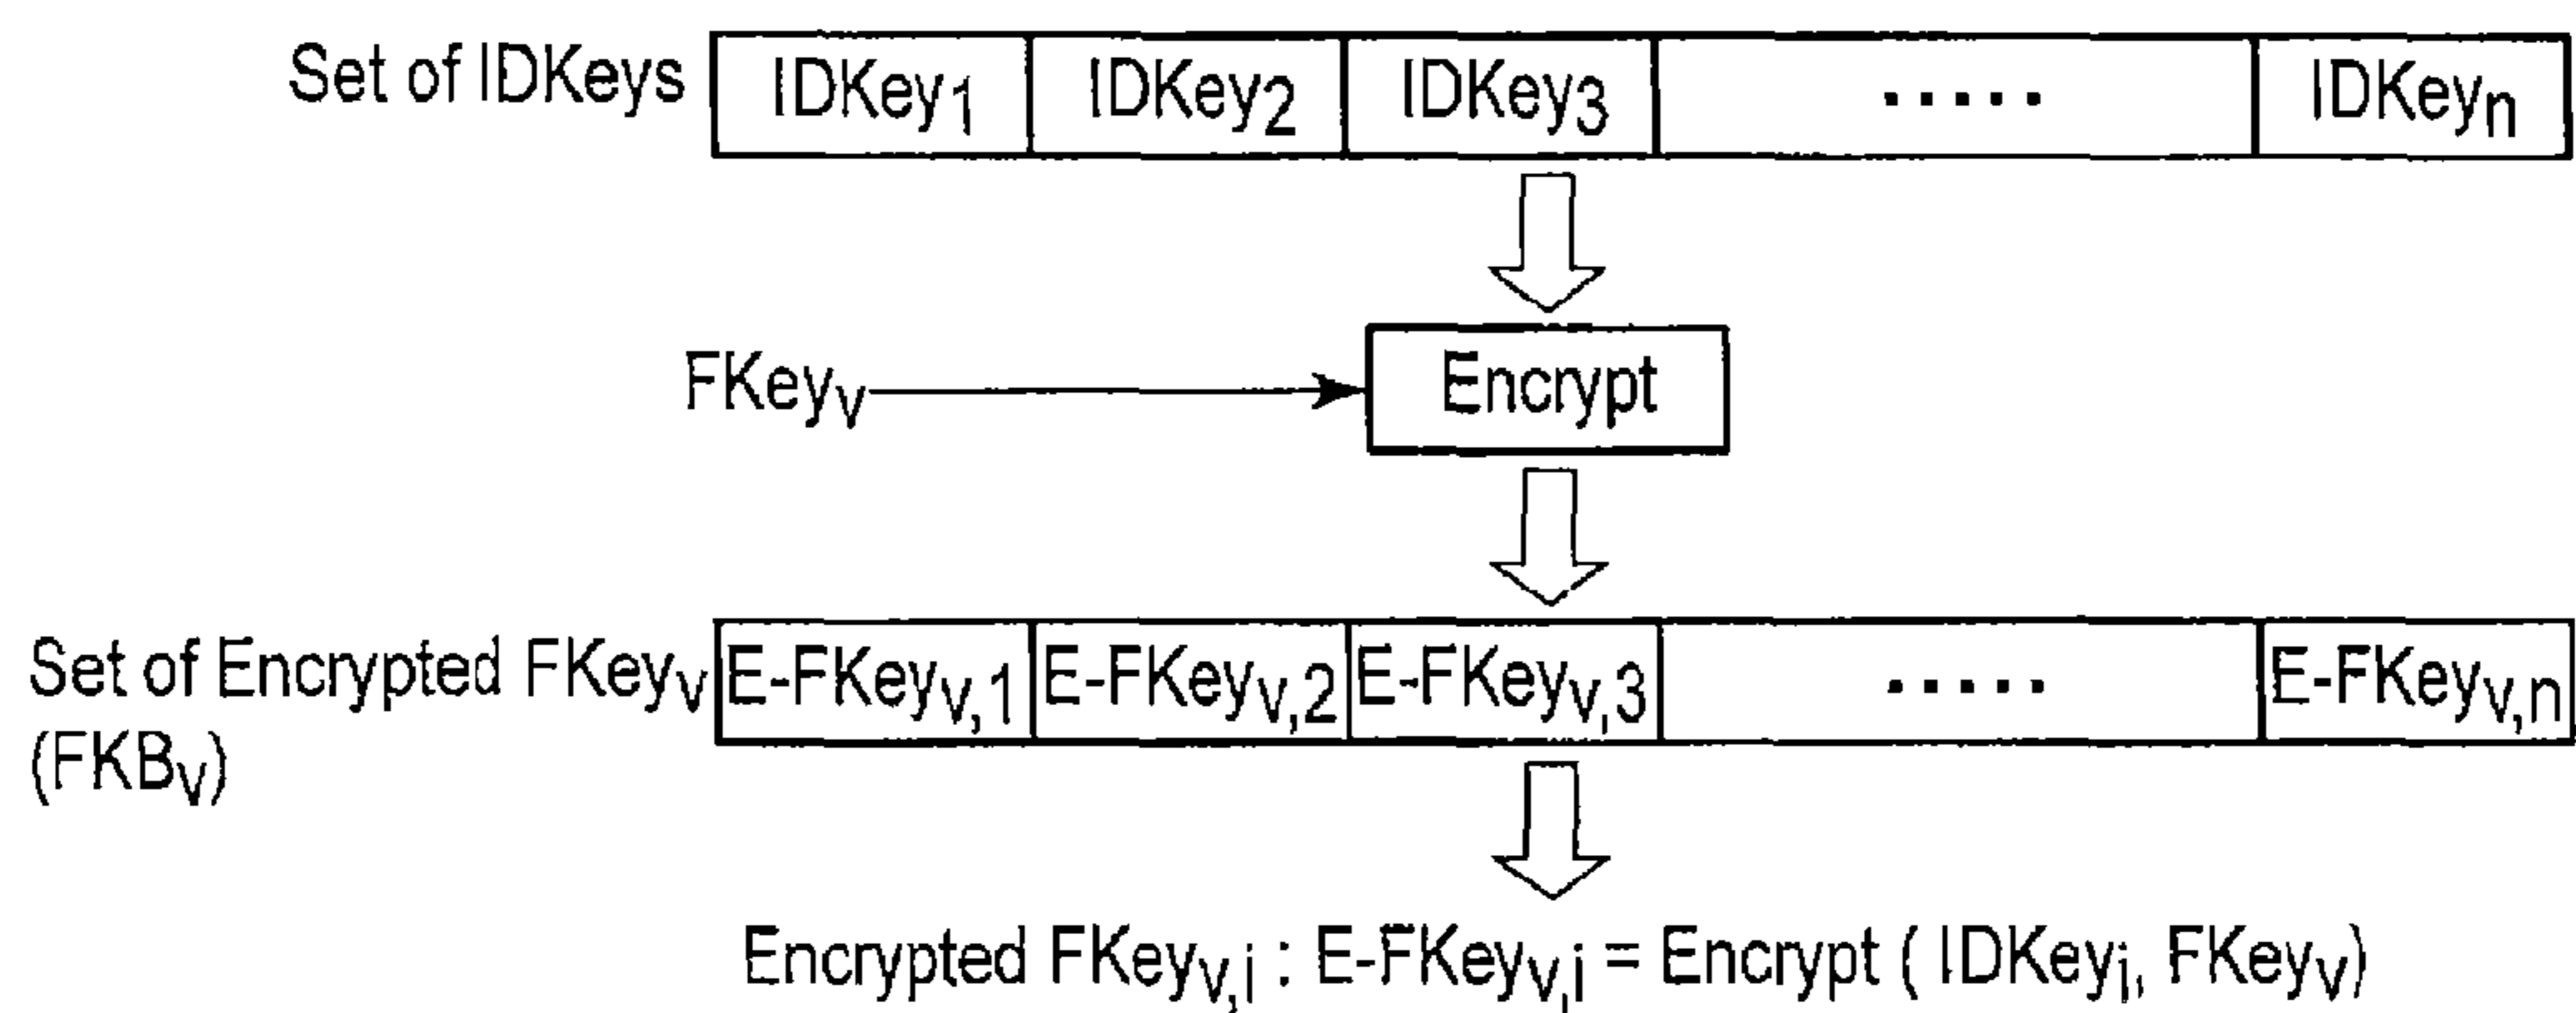 Set of IDKeys IDKey1 IDKey2 IDKey3 ..... IDKeyn
FKeyv Encrypt
Set of Encrypted FKeyv E-FKeyv,1 E-FKeyv,2 E-FKeyv,3 ..... E-FKeyv,n
(FKBv)
Encrypted FKeyv,i : E-FKeyv,i = Encrypt ( IDKeyi, FKeyv)